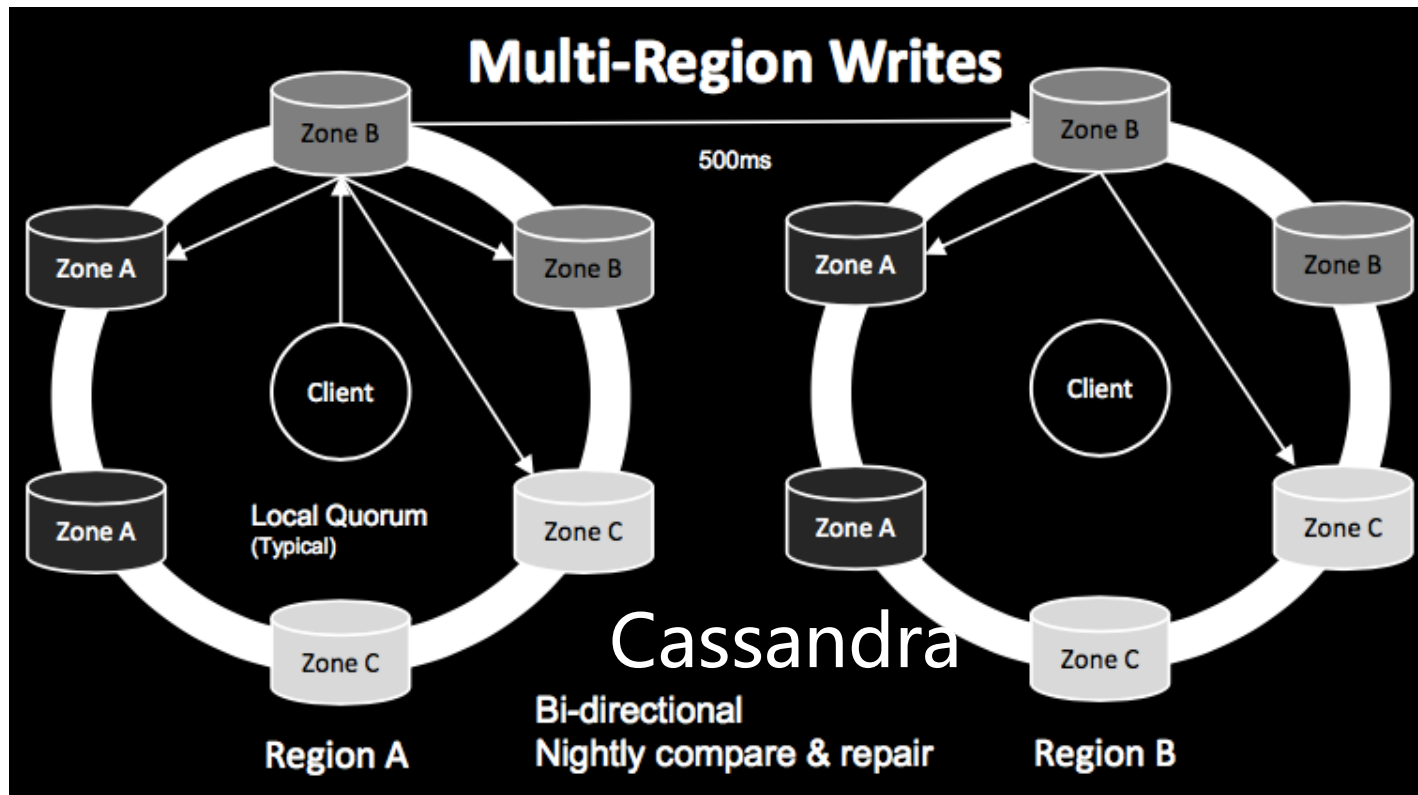 Multi-Region Writes
Zone B
500ms
Zone B
Zone A
Zone B
Zone A
Zone B
Client
Client
Zone A
Local Quorum
(Typical)
Zone C
Zone A
Zone C
Zone C
Cassandra
Zone C
Bi-directional
Nightly compare & repair
Region A
Region B